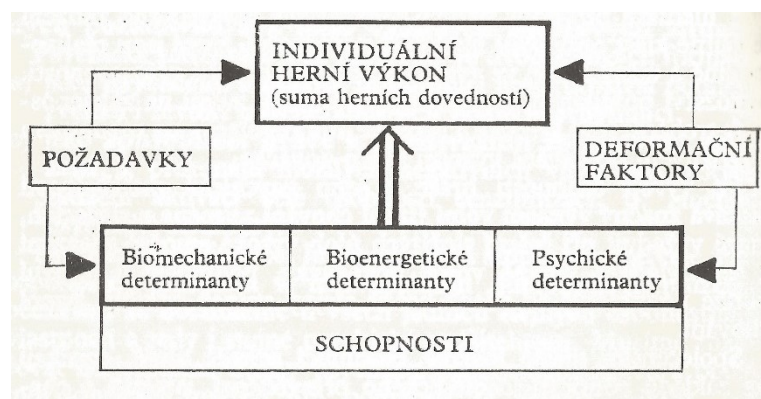 INDIVIDUÁLNÍ
HERNÍ VÝKON
(suma herních dovedností)
POŽADAVKY
DEFORMAČNÍ
FAKTORY
Biomechanické
determinanty
Bioenergetické
determinanty
Psychické
determinanty
SCHOPNOSTI